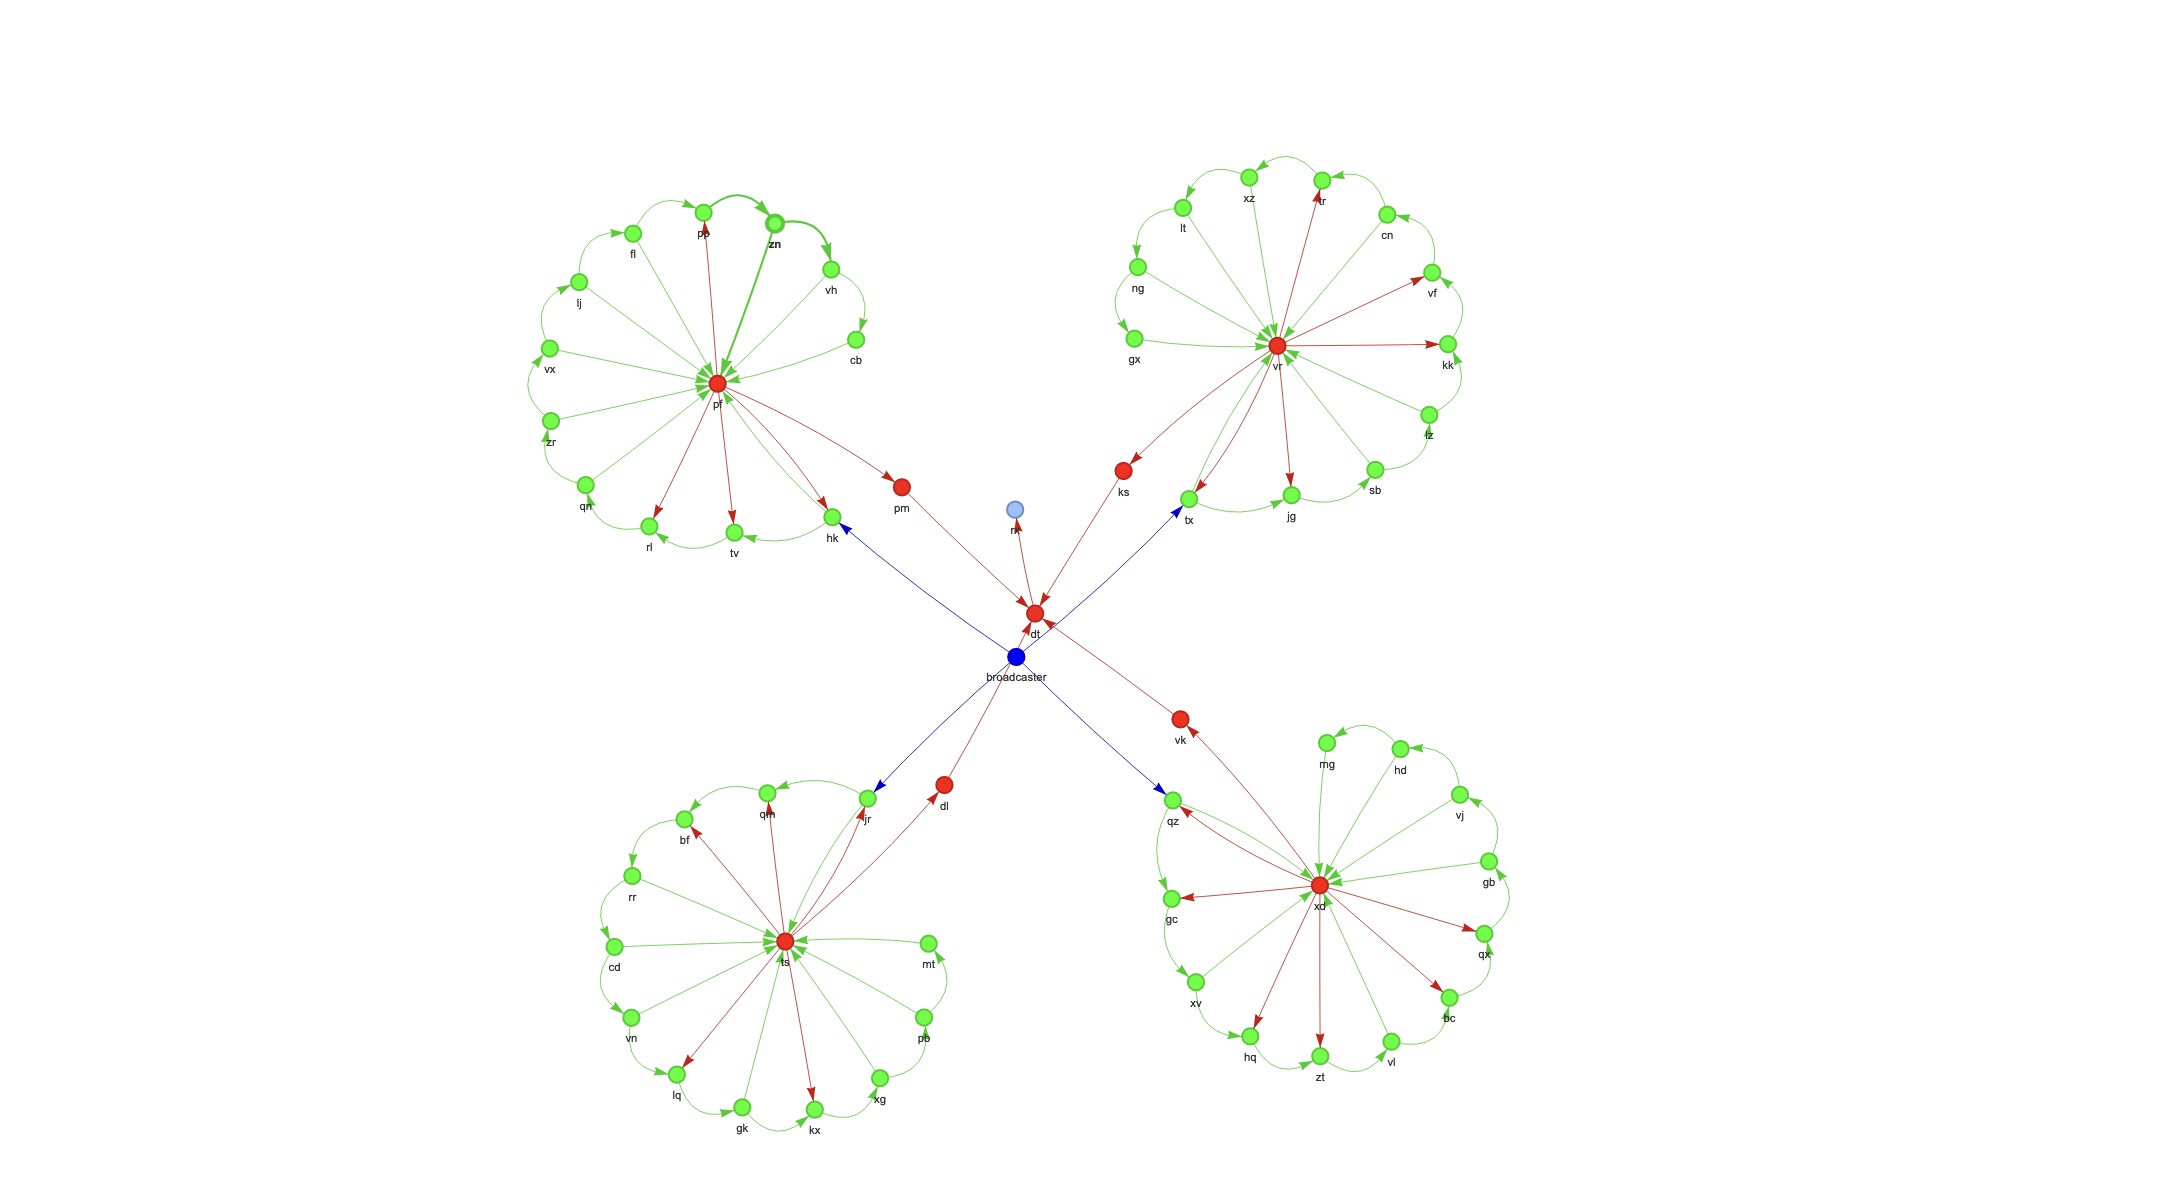 pp
zn
fl
vh
lj
cb
vx
pf
zr
qn
rl
tv
hk
pm
xz
tr
lt
cn
ng
vf
gx
vr
kk
lz
sb
ks
tx
jg
dt
broadcaster
vk
dl
qm
jr
bf
rr
cd
ts
mt
vn
pb
lq
xg
gk
kx
mg
hd
vj
qz
gb
gc
xd
qx
xv
bc
hq
zt
vl